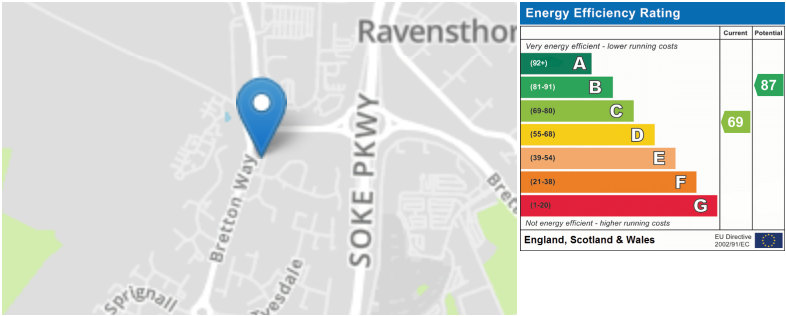 Ravensthor
SOKE PKWY
Bretton Way
Sprignall
vesdale
Bretta
Energy Efficiency Rating
Current Potential
Very energy efficient - lower running costs
(92+) A
(81-91) B
87
(69-80) C
69
(55-68) D
(39-54) E
(21-38) F
(1-20) G
Not energy efficient - higher running costs
England, Scotland & Wales
EU Directive
2002/91/EC